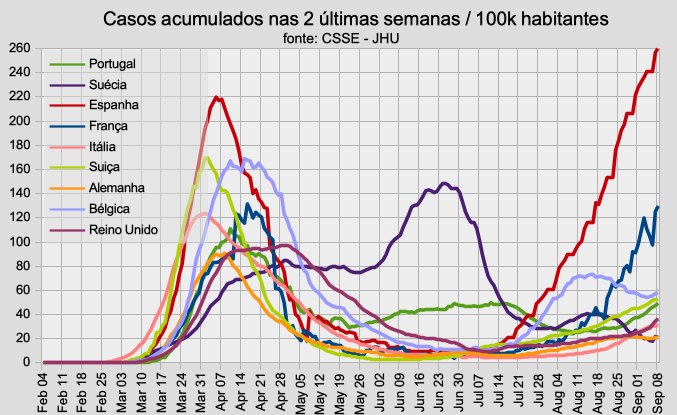 Casos acumulados nas 2 últimas semanas / 100k habitantes
fonte: CSSE - JHU
260
240
220
200
180
160
140
120
100
80
60
40
20
0
Portugal
Suécia
Espanha
França
Itália
Suiça
Alemanha
Bélgica
Reino Unido
Feb 04
Feb 11
Feb 18
Feb 25
Mar 03
Mar 10
Mar 17
Mar 24
Mar 31
Apr 07
Apr 14
Apr 21
Apr 28
May 05
May 12
May 19
May 26
Jun 02
Jun 09
Jun 16
Jun 23
Jun 30
Jul 07
Jul 14
Jul 21
Jul 28
Aug 04
Aug 11
Aug 18
Aug 25
Sep 01
Sep 08